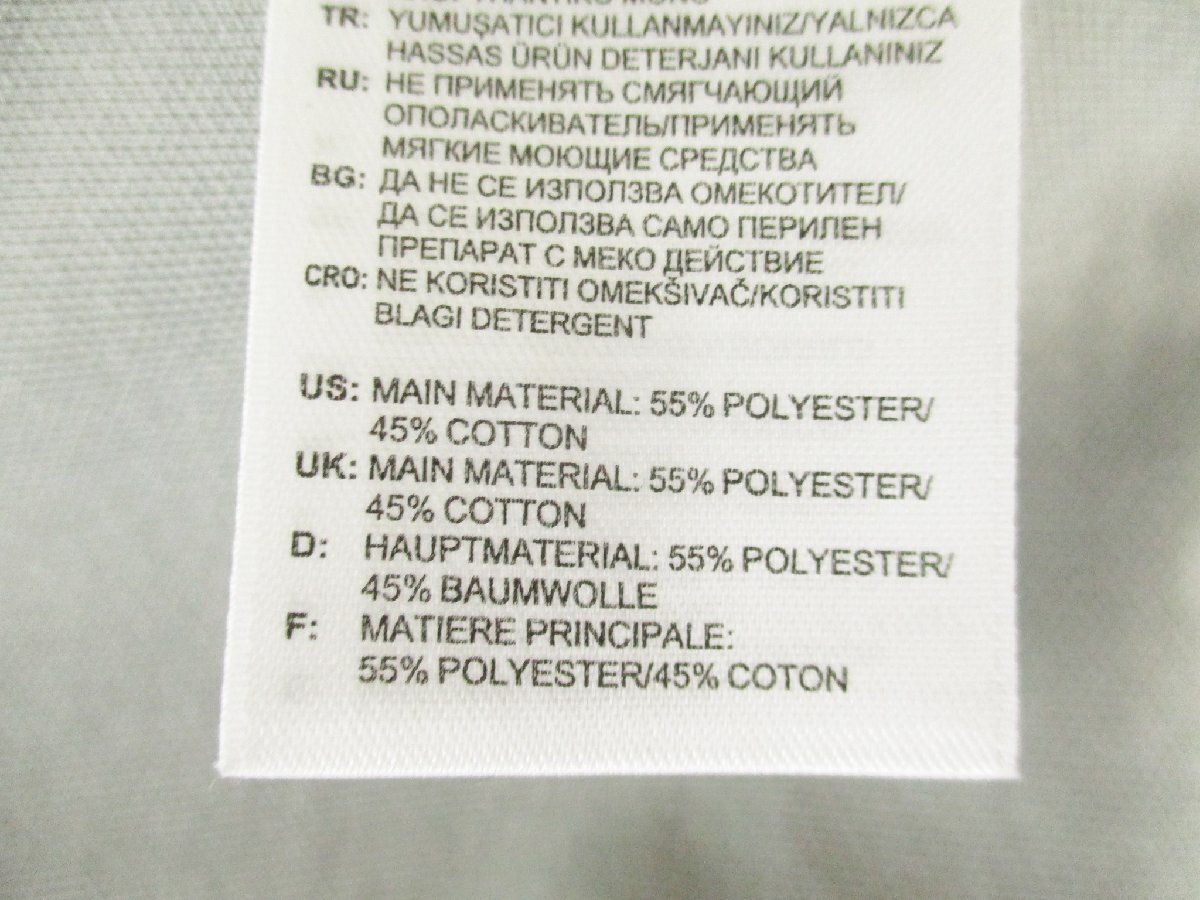 TR: YUMUŞATICI KULLANMAYINIZ/YALNIZCA
HASSAS ÜRÜN DETERJANI KULLANINIZ
RU: НЕ ПРИМЕНЯТЬ СМЯГЧАЮЩИЙ
ОПОЛАСКИВАТЕЛЬ/ПРИМЕНЯТЬ
МЯГКИЕ МОЮЩИЕ СРЕДСТВА
BG: ДА НЕ СЕ ИЗПОЛЗВА ОМЕКОТИТЕЛ/
ДА СЕ ИЗПОЛЗВА САМО ПЕРИЛЕН
ПРЕПАРАТ С МЕКО ДЕЙСТВИЕ
CRO: NE KORISTITI OMEKŠIVAČ/KORISTITI
BLAGI DETERGENT
US: MAIN MATERIAL: 55% POLYESTER/
45% COTTON
UK: MAIN MATERIAL: 55% POLYESTER/
45% COTTON
D: HAUPTMATERIAL: 55% POLYESTER/
45% BAUMWOLLE
F: MATIERE PRINCIPALE:
55% POLYESTER/45% COTON